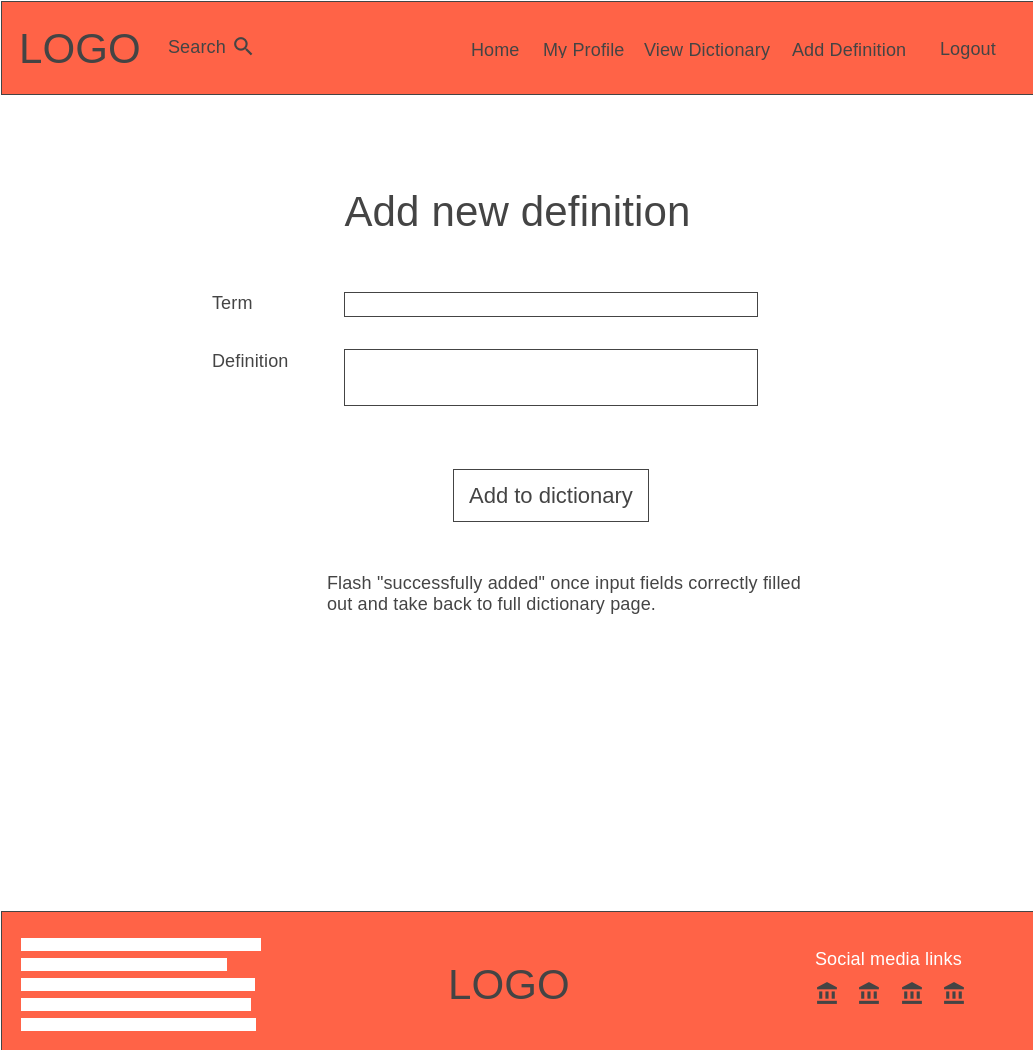 LOGO Search Home My Profile View Dictionary Add Definition Logout
Add new definition
Term
Definition
Add to dictionary
Flash "successfully added" once input fields correctly filled
out and take back to full dictionary page.
Social media links
LOGO